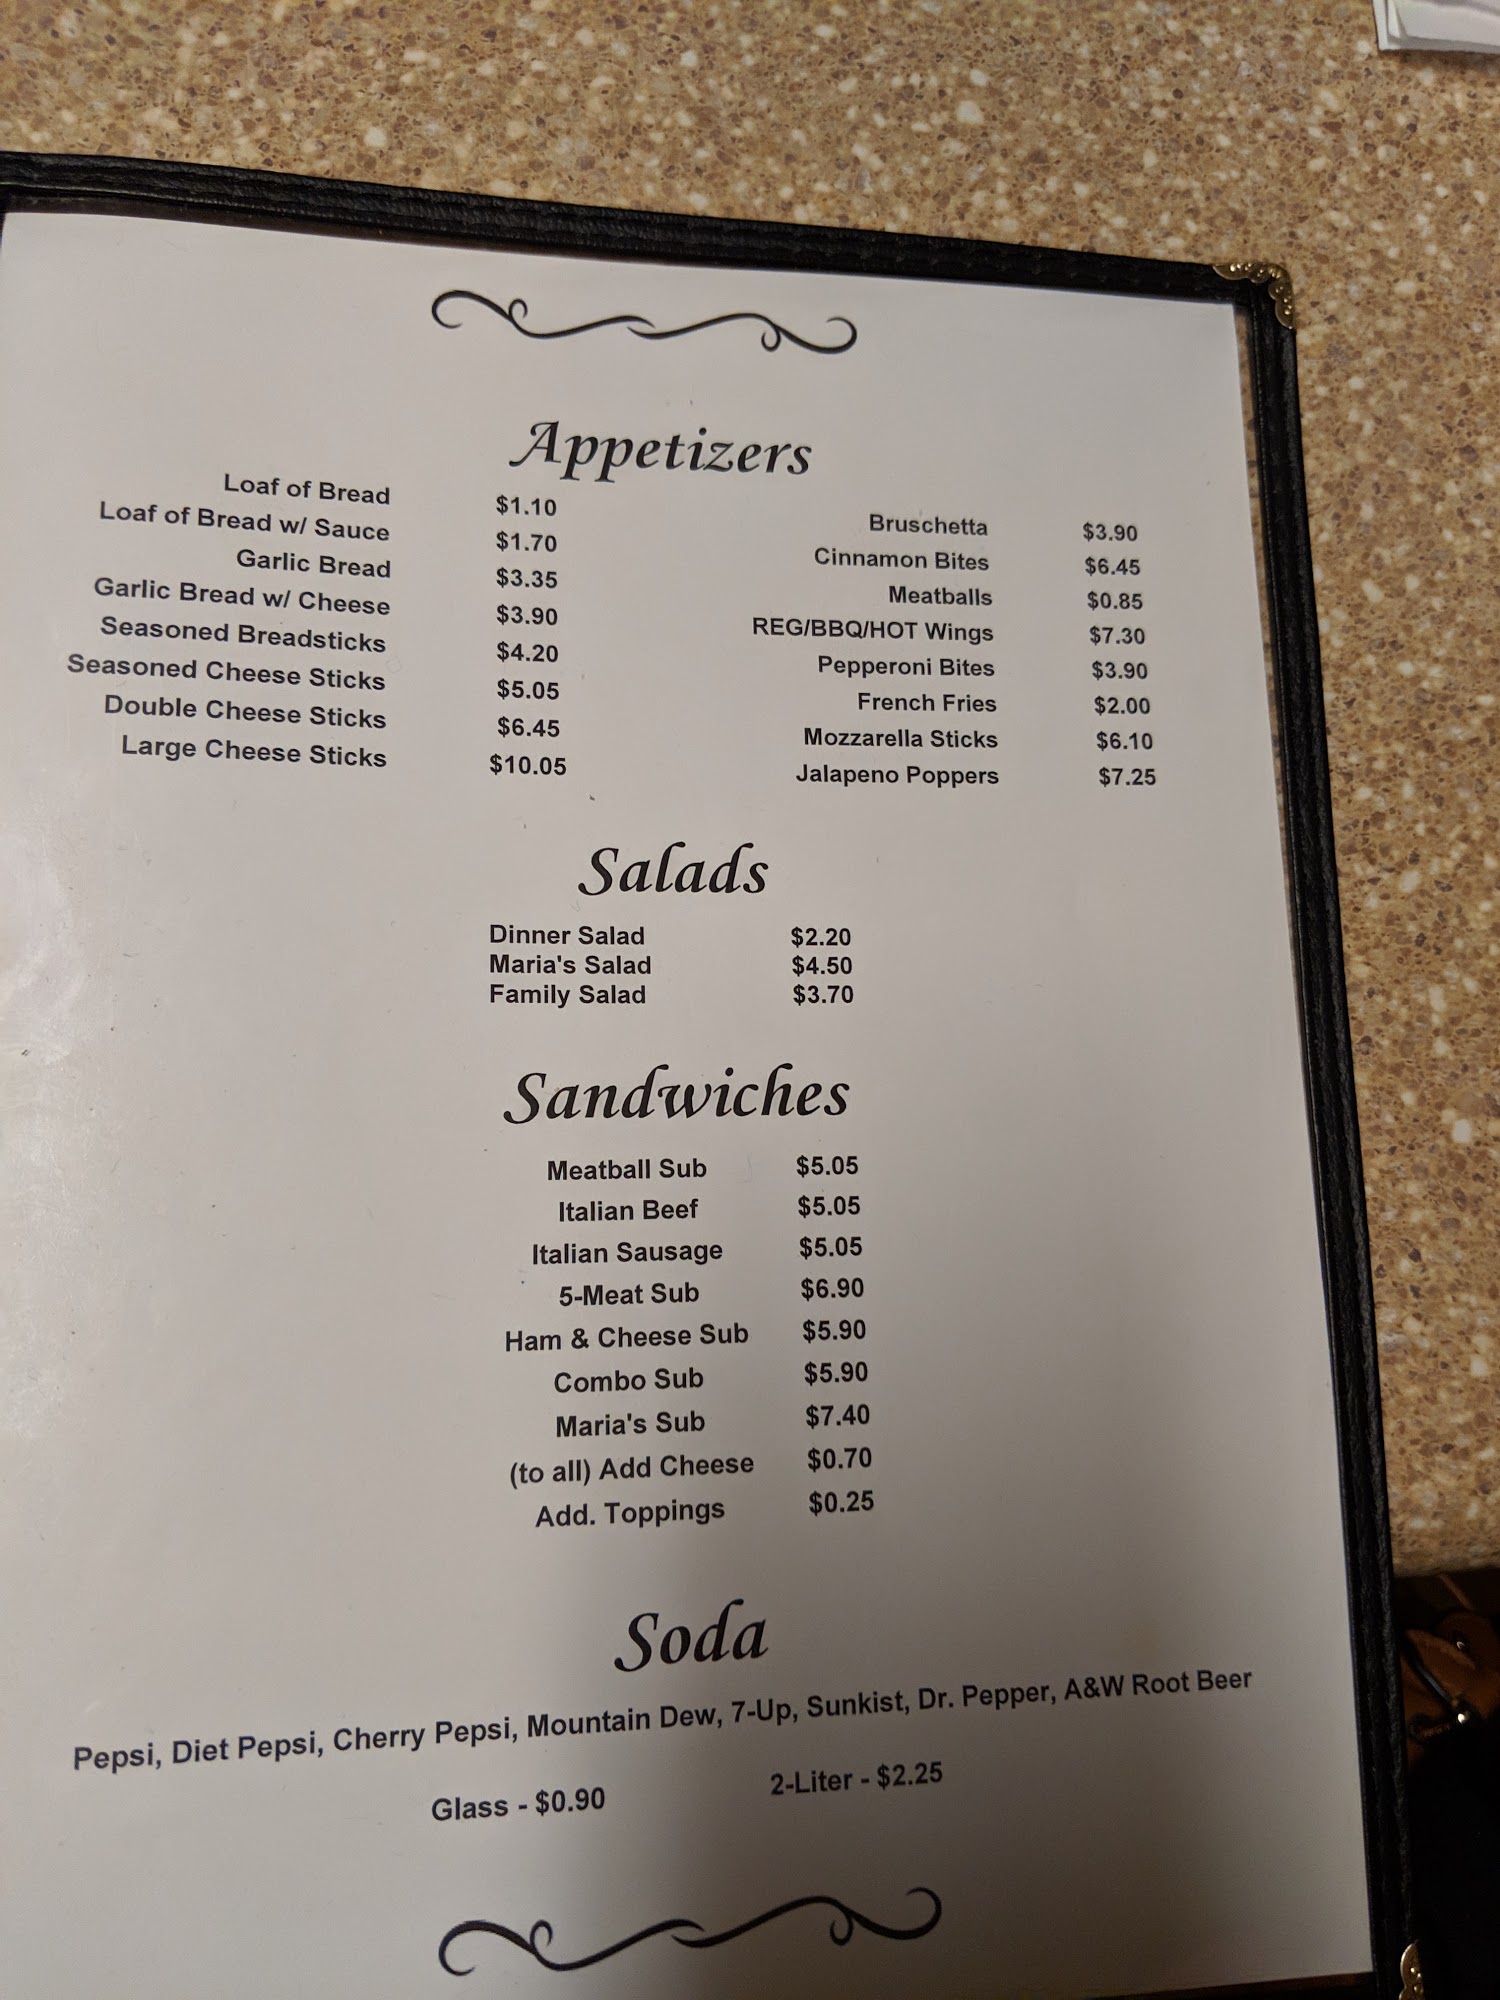 Appetizers
Loaf of Bread $1.10
Loaf of Bread w/ Sauce $1.70
Garlic Bread $3.35
Garlic Bread w/ Cheese $3.90
Seasoned Breadsticks $4.20
Seasoned Cheese Sticks $5.05
Double Cheese Sticks $6.45
Large Cheese Sticks $10.05
Bruschetta $3.90
Cinnamon Bites $6.45
Meatballs $0.85
REG/BBQ/HOT Wings $7.30
Pepperoni Bites $3.90
French Fries $2.00
Mozzarella Sticks $6.10
Jalapeno Poppers $7.25
Salads
Dinner Salad $2.20
Maria's Salad $4.50
Family Salad $3.70
Sandwiches
Meatball Sub $5.05
Italian Beef $5.05
Italian Sausage $5.05
5-Meat Sub $6.90
Ham & Cheese Sub $5.90
Combo Sub $5.90
Maria's Sub $7.40
(to all) Add Cheese $0.70
Add. Toppings $0.25
Soda
Pepsi, Diet Pepsi, Cherry Pepsi, Mountain Dew, 7-Up, Sunkist, Dr. Pepper, A&W Root Beer
Glass - $0.90 2-Liter - $2.25